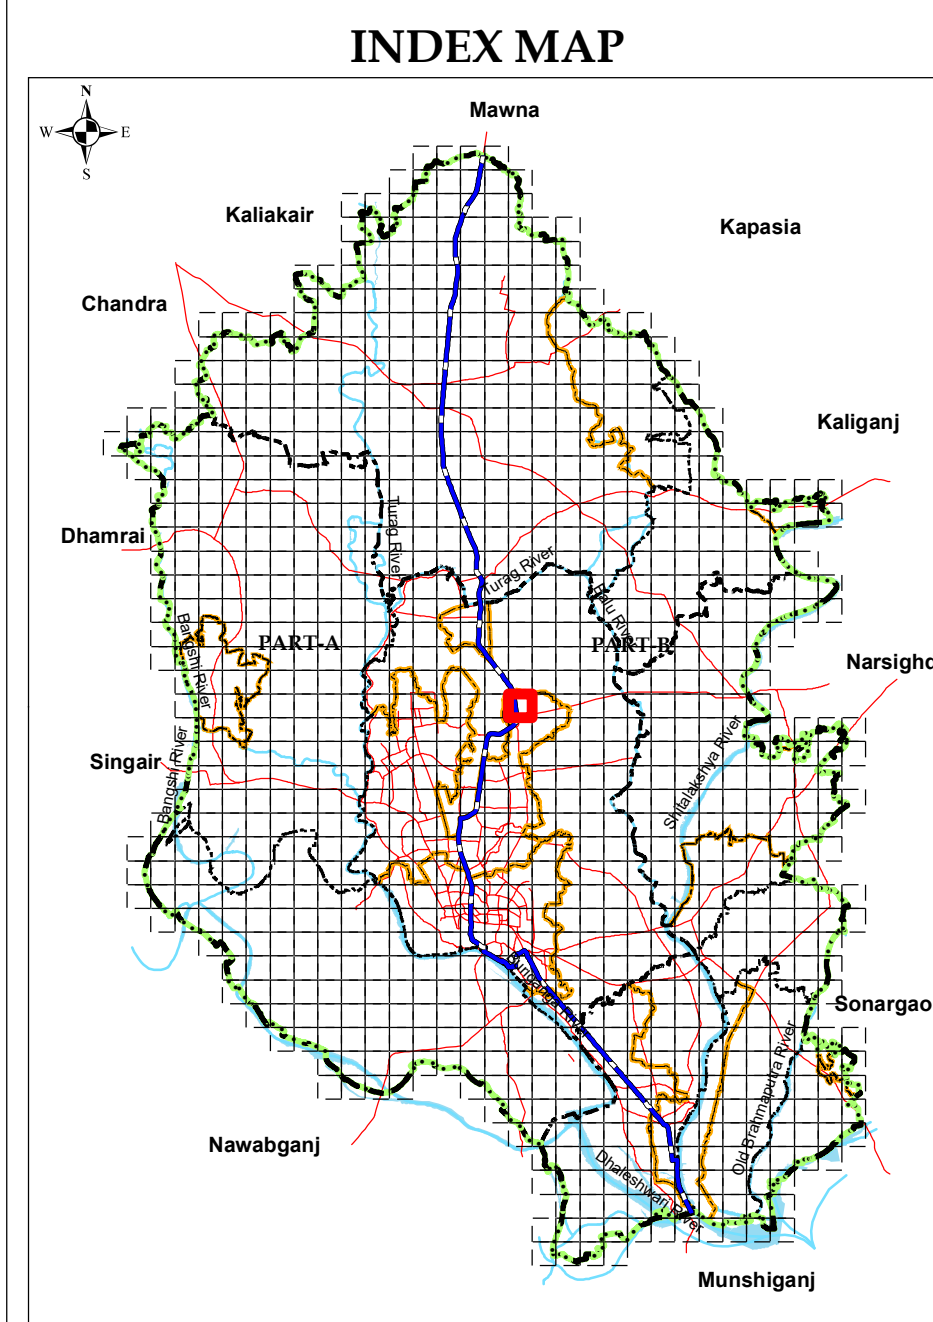 INDEX MAP
N
W E
S
Mawna
Kaliakair
Kapasia
Chandra
Kaliganj
Dhamrai
Turag River
Turag River
Balu River
Bangshi River
PART-A
PART-B
Narsighd
Singair
Bangshi River
Shitalakshya River
Buriganga River
Sonargao
Old Brahmaputra River
Nawabganj
Dhaleshwari River
Munshiganj